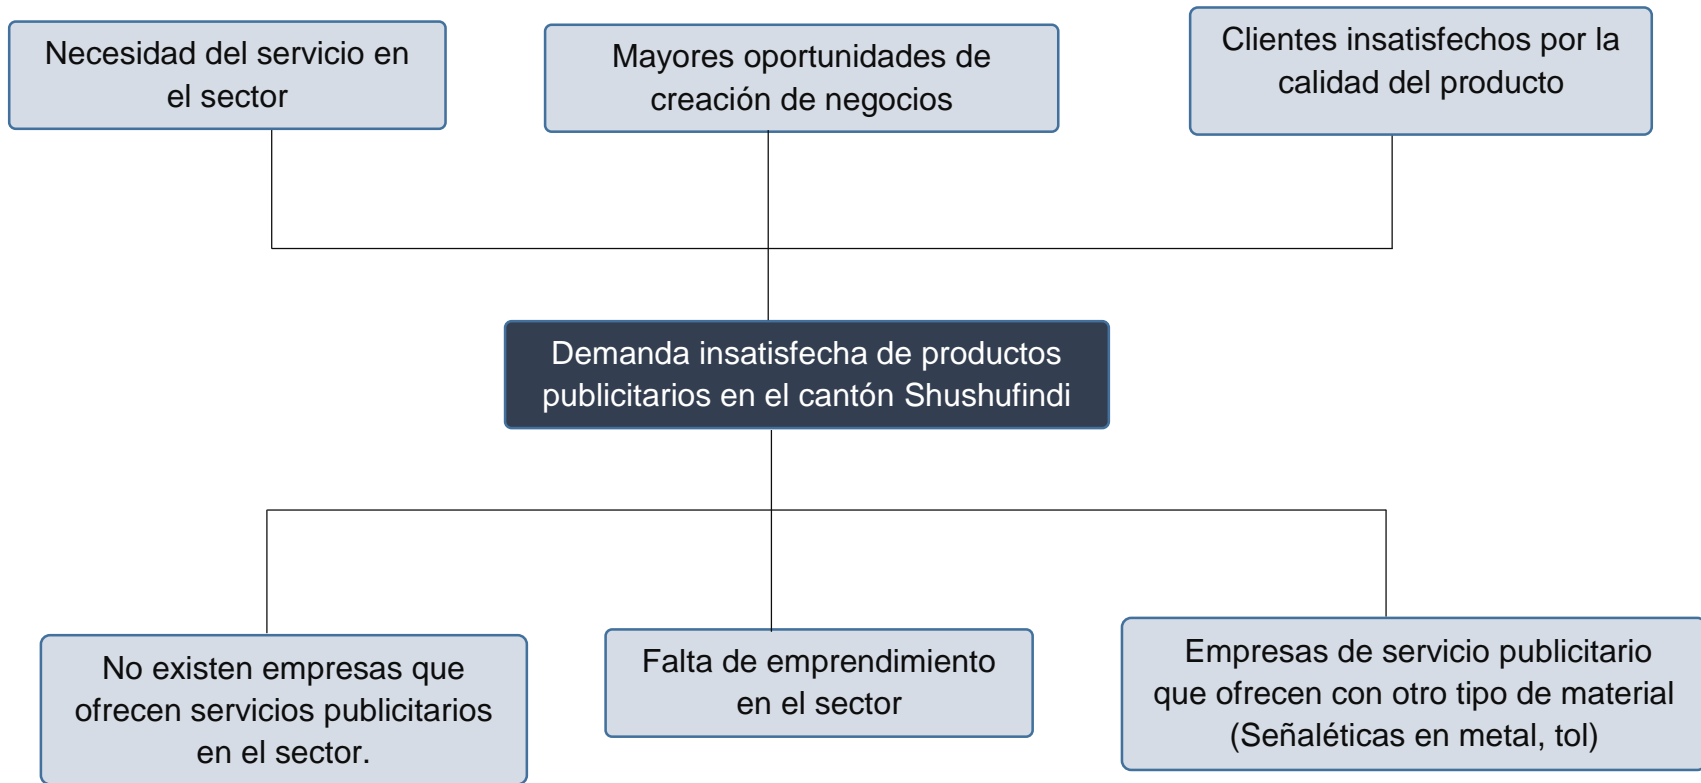 Necesidad del servicio en
el sector
Mayores oportunidades de
creación de negocios
Clientes insatisfechos por la
calidad del producto
Demanda insatisfecha de productos
publicitarios en el cantón Shushufindi
No existen empresas que
ofrecen servicios publicitarios
en el sector.
Falta de emprendimiento
en el sector
Empresas de servicio publicitario
que ofrecen con otro tipo de material
(Señaléticas en metal, tol)